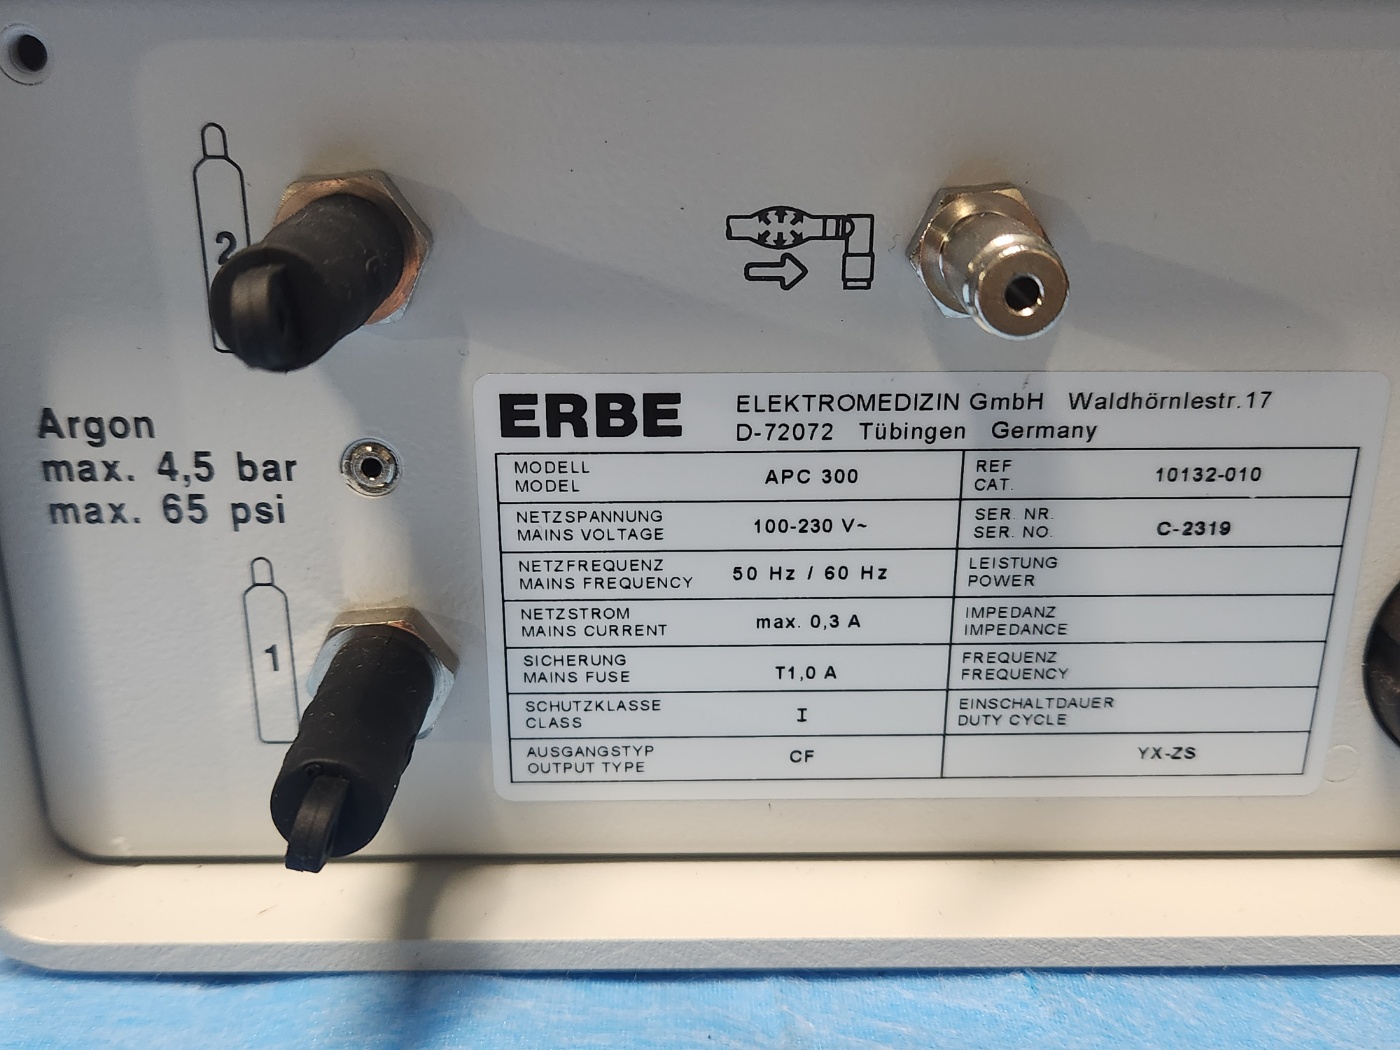 2
Argon
max. 4,5 bar
max. 65 psi
1
ERBE
ELEKTROMEDIZIN GmbH Waldhörnlestr.17
D-72072 Tübingen Germany
MODELL
MODEL
APC 300
REF
CAT.
10132-010
NETZSPANNUNG
MAINS VOLTAGE
100-230 V~
SER. NR.
SER. NO.
C-2319
NETZFREQUENZ
MAINS FREQUENCY
50 Hz / 60 Hz
LEISTUNG
POWER
NETZSTROM
MAINS CURRENT
max. 0,3 A
IMPEDANZ
IMPEDANCE
SICHERUNG
MAINS FUSE
T1,0 A
FREQUENZ
FREQUENCY
SCHUTZKLASSE
CLASS
I
EINSCHALTDAUER
DUTY CYCLE
AUSGANGSTYP
OUTPUT TYPE
CF
YX-ZS